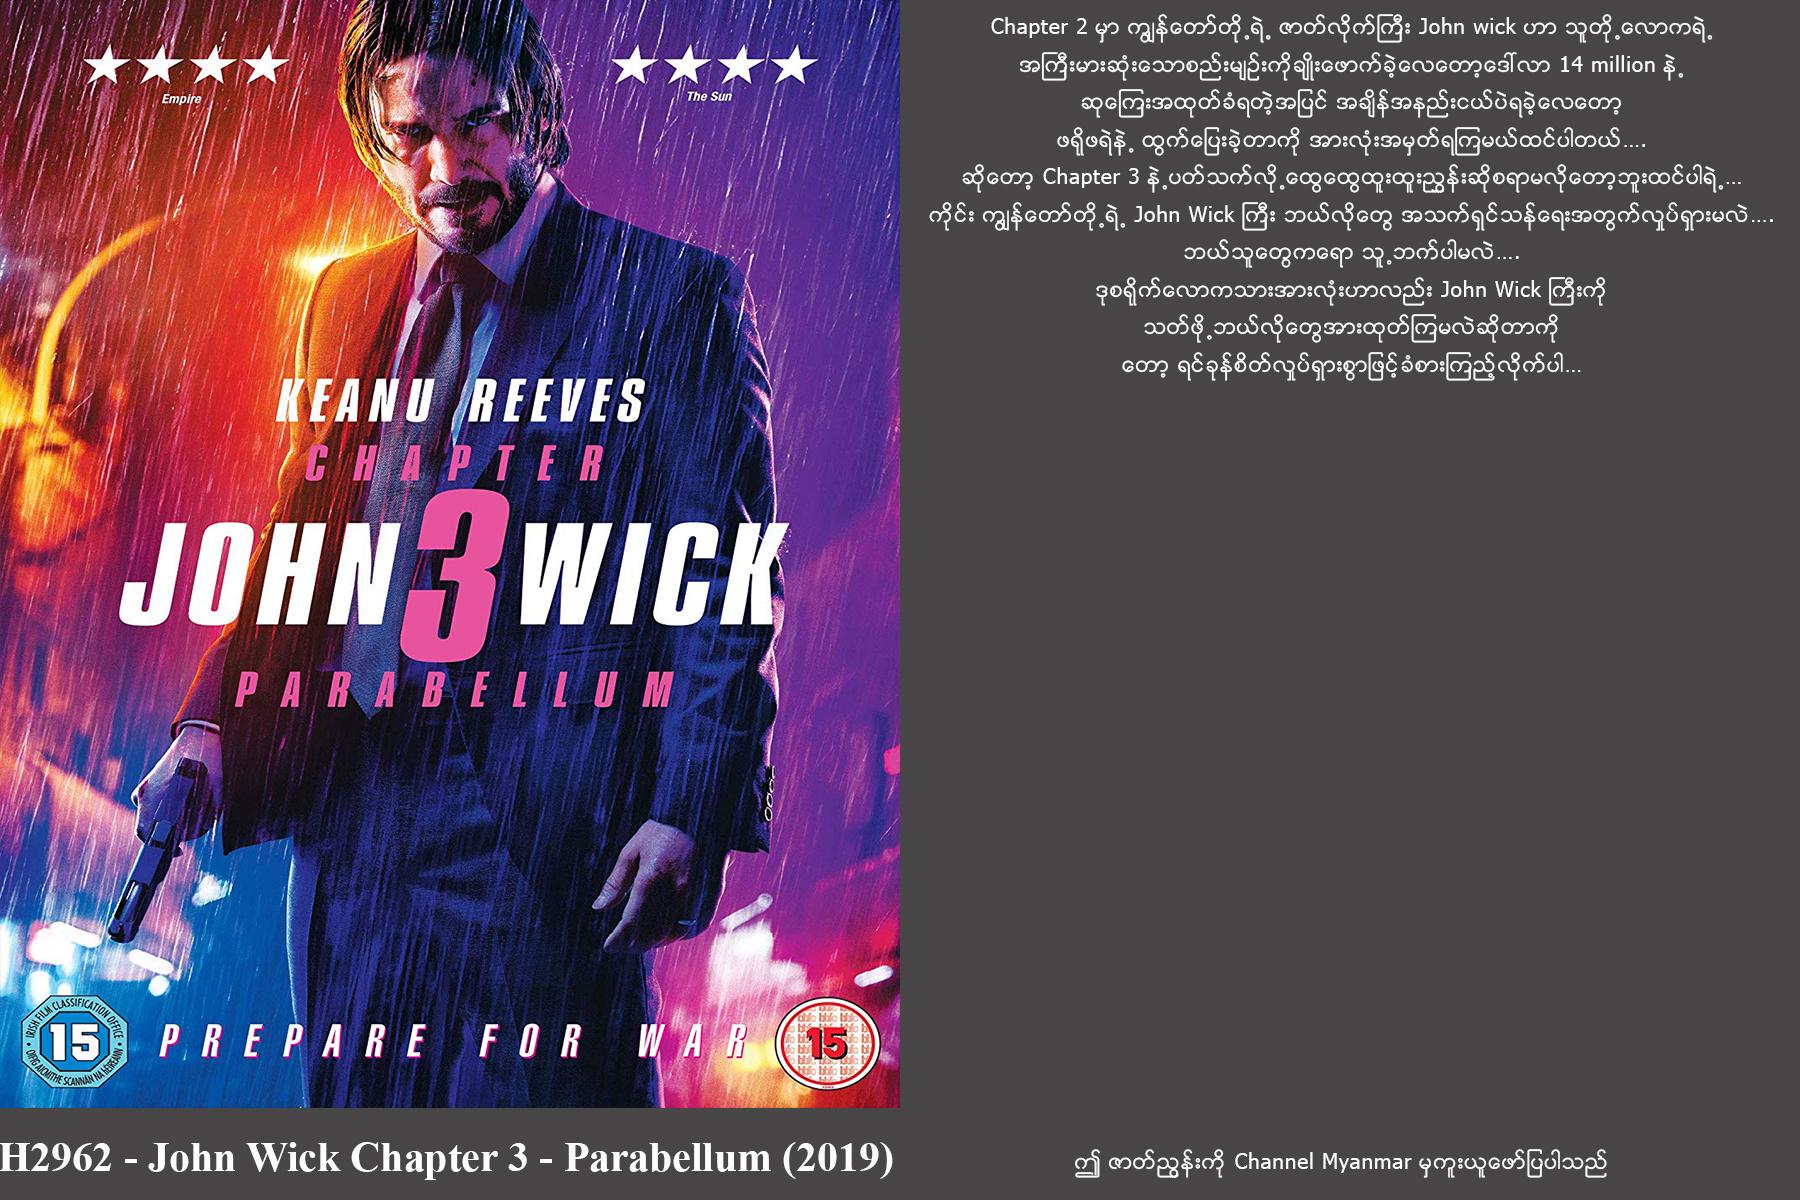 Empire
The Sun
KEANU REEVES
CHAPTER
JOHN 3 WICK
PARABELLUM
IRISH FILM CLASSIFICATION OFFICE
15
OIFIG AICMITHE SCANNÁN NA hÉIREANN
PREPARE FOR WAR
15
H2962 - John Wick Chapter 3 - Parabellum (2019)
Chapter 2 မှာ ကျွန်တော်တို့ရဲ့ ဇာတ်လိုက်ကြီး John wick ဟာ သူတို့လောကရဲ့
အကြီးမားဆုံးသောစည်းမျဉ်းကိုချိုးဖောက်ခဲ့လေတော့ဒေါ်လာ 14 million နဲ့
ဆုကြေးအထုတ်ခံရတဲ့အပြင် အချိန်အနည်းငယ်ပဲရခဲ့လေတော့
ဖရိုဖရဲနဲ့ ထွက်ပြေးခဲ့တာကို အားလုံးအမှတ်ရကြမယ်ထင်ပါတယ်….
ဆိုတော့ Chapter 3 နဲ့ပတ်သက်လို့ထွေထွေထူးထူးညွှန်းဆိုစရာမလိုတော့ဘူးထင်ပါရဲ့…
ကိုင်း ကျွန်တော်တို့ရဲ့ John Wick ကြီး ဘယ်လိုတွေ အသက်ရှင်သန်ရေးအတွက်လှုပ်ရှားမလဲ….
ဘယ်သူတွေကရော သူ့ဘက်ပါမလဲ….
ဒုစရိုက်လောကသားအားလုံးဟာလည်း John Wick ကြီးကို
သတ်ဖို့ဘယ်လိုတွေအားထုတ်ကြမလဲဆိုတာကို
တော့ ရင်ခုန်စိတ်လှုပ်ရှားစွာဖြင့်ခံစားကြည့်လိုက်ပါ…
ဤ ဇာတ်ညွှန်းကို Channel Myanmar မှကူးယူဖော်ပြပါသည်